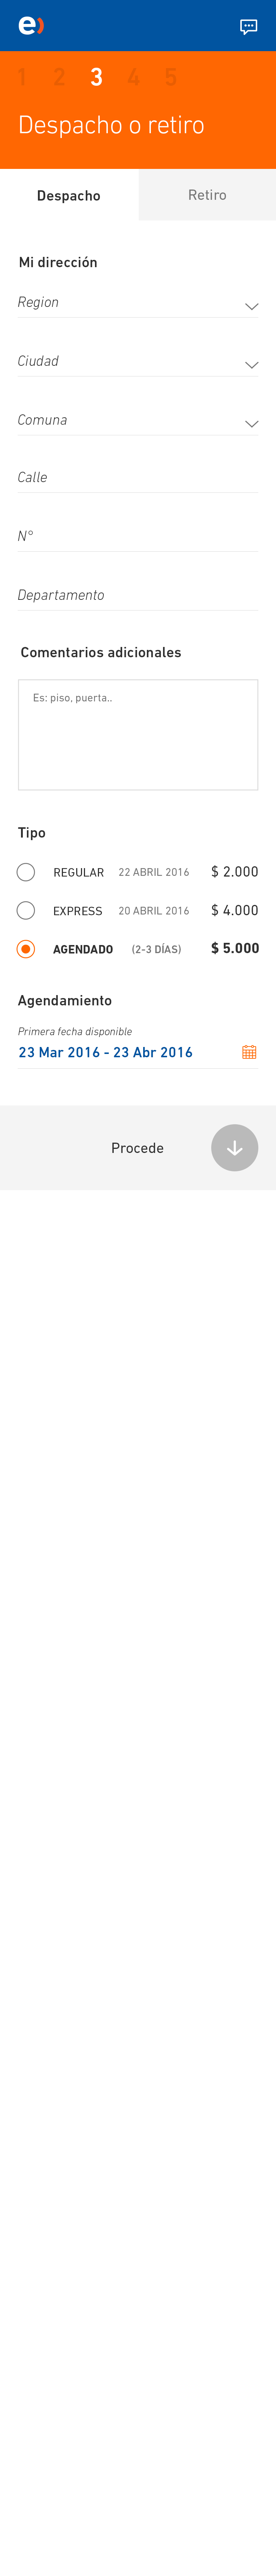 e)
1 2 3 4 5
Despacho o retiro
Despacho Retiro
Mi dirección
Region
Ciudad
Comuna
Calle
N°
Departamento
Comentarios adicionales
Es: piso, puerta..
Tipo
REGULAR 22 ABRIL 2016 $ 2.000
EXPRESS 20 ABRIL 2016 $ 4.000
AGENDADO (2-3 DÍAS) $ 5.000
Agendamiento
Primera fecha disponible
23 Mar 2016 - 23 Abr 2016
Procede